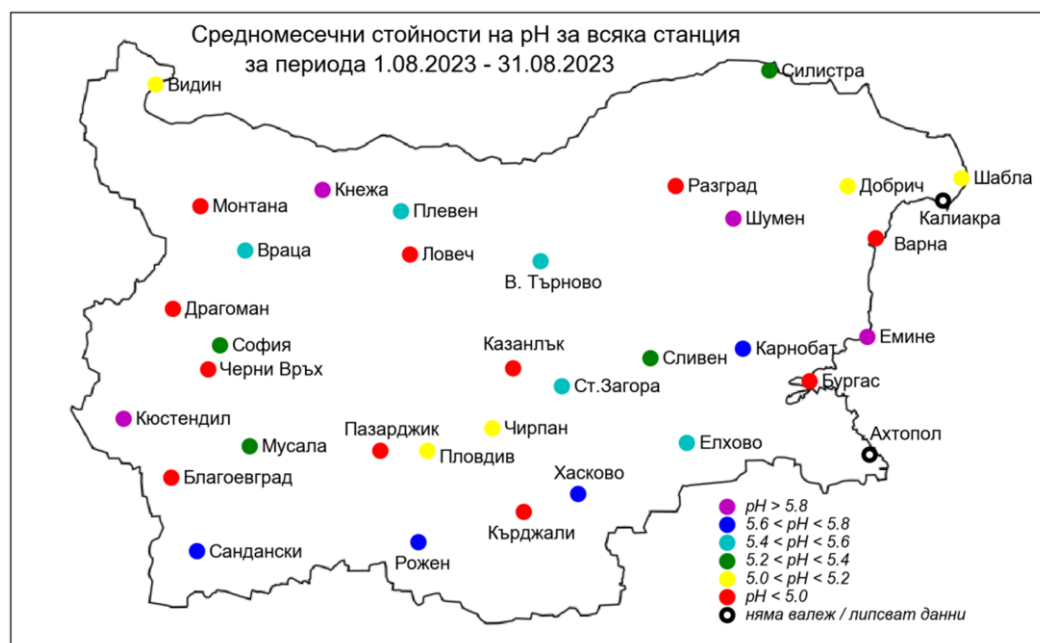 Средномесечни стойности на pH за всяка станция
за периода 1.08.2023 - 31.08.2023
Силистра
Видин
Шабла
Кнежа
Разград
Добрич
Монтана
Плевен
Шумен
Калиакра
Варна
Враца
Ловеч
В. Търново
Драгоман
Емине
София
Казанлък
Сливен
Карнобат
Черни Връх
Ст.Загора
Бургас
Кюстендил
Чирпан
Ахтопол
Мусала
Пазарджик
Пловдив
Елхово
Благоевград
Хасково
Кърджали
Сандански
Рожен
pH > 5.8
5.6 < pH < 5.8
5.4 < pH < 5.6
5.2 < pH < 5.4
5.0 < pH < 5.2
pH < 5.0
няма валеж / липсват данни